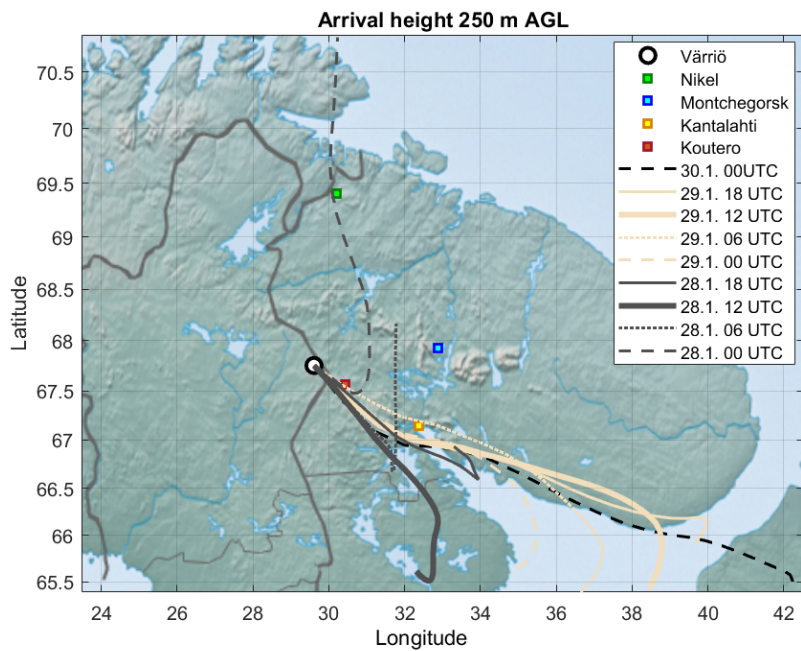 Arrival height 250 m AGL
Värriö
Nikel
Montchegorsk
Kantalahti
Koutero
30.1. 00UTC
29.1. 18 UTC
29.1. 12 UTC
29.1. 06 UTC
29.1. 00 UTC
28.1. 18 UTC
28.1. 12 UTC
28.1. 06 UTC
28.1. 00 UTC
Latitude
70.5
70
69.5
69
68.5
68
67.5
67
66.5
66
65.5
24 26 28 30 32 34 36 38 40 42
Longitude